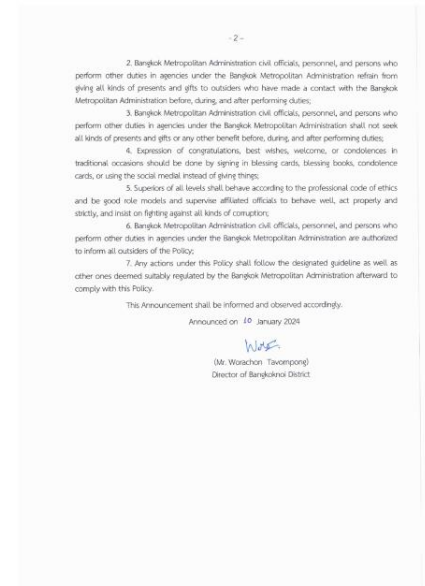 - 2 -
2. Bangkok Metropolitan Administration civil officials, personnel, and persons who
perform other duties in agencies under the Bangkok Metropolitan Administration refrain from
giving all kinds of presents and gifts to outsiders who have made a contact with the Bangkok
Metropolitan Administration before, during, and after performing duties;
3. Bangkok Metropolitan Administration civil officials, personnel, and persons who
perform other duties in agencies under the Bangkok Metropolitan Administration shall not seek
all kinds of presents and gifts or any other benefit before, during, and after performing duties;
4. Expression of congratulations, best wishes, welcome, or condolences in
traditional occasions should be done by signing in blessing cards, blessing books, condolence
cards, or using the social medial instead of giving things;
5. Superiors of all levels shall behave according to the professional code of ethics
and be good role models and supervise affiliated officials to behave well, act properly and
strictly, and insist on fighting against all kinds of corruption;
6. Bangkok Metropolitan Administration civil officials, personnel, and persons who
perform other duties in agencies under the Bangkok Metropolitan Administration are authorized
to inform all outsiders of the Policy;
7. Any actions under this Policy shall follow the designated guideline as well as
other ones deemed suitably regulated by the Bangkok Metropolitan Administration afterward to
comply with this Policy.
This Announcement shall be informed and observed accordingly.
Announced on 10 January 2024
(Mr. Worachon Tavornpong)
Director of Bangkoknoi District